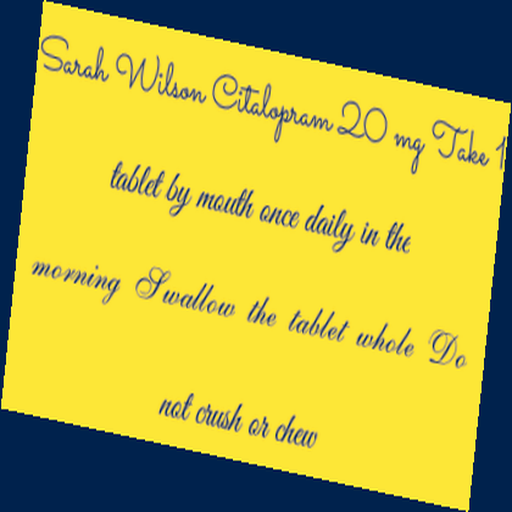 Sarah Wilson Citalopram 20 mg Take 1
tablet by mouth once daily in the
morning Swallow the tablet whole Do
not crush or chew